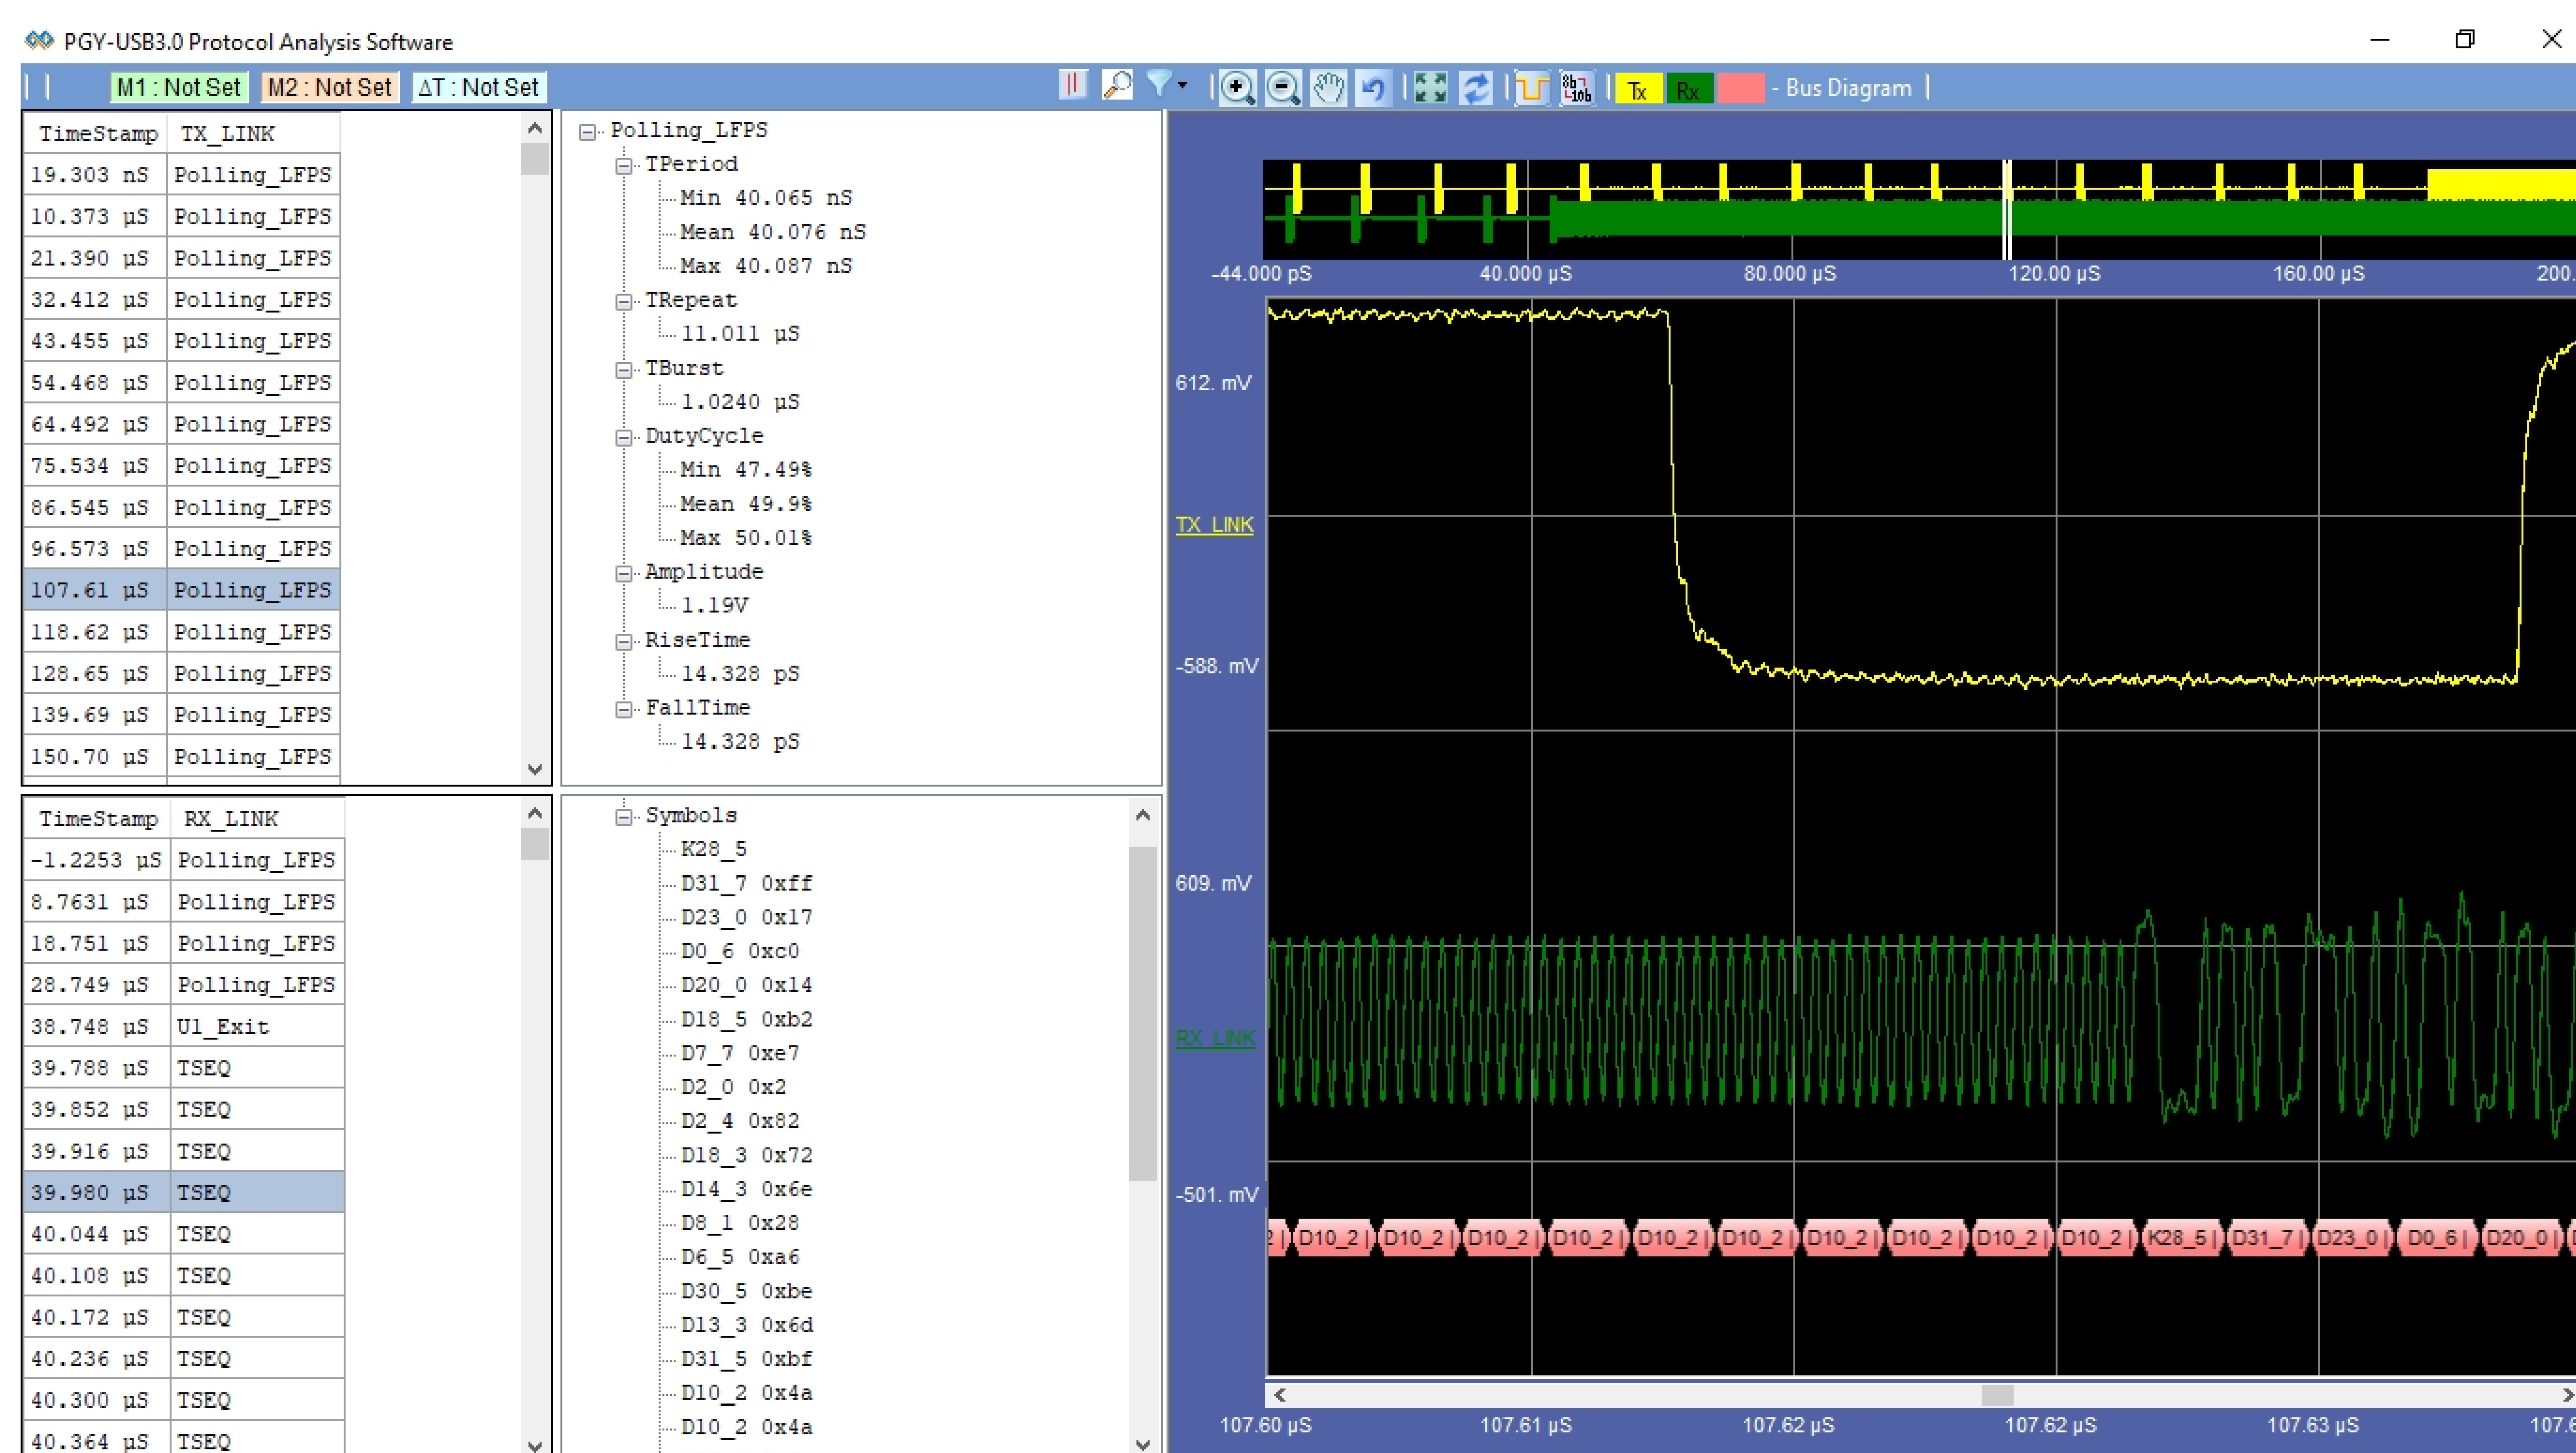 PGY-USB3.0 Protocol Analysis Software
M1 : Not Set M2 : Not Set ΔT : Not Set
8b 10b Tx Rx - Bus Diagram
TimeStamp TX_LINK
19.303 nS Polling_LFPS
10.373 µS Polling_LFPS
21.390 µS Polling_LFPS
32.412 µS Polling_LFPS
43.455 µS Polling_LFPS
54.468 µS Polling_LFPS
64.492 µS Polling_LFPS
75.534 µS Polling_LFPS
86.545 µS Polling_LFPS
96.573 µS Polling_LFPS
107.61 µS Polling_LFPS
118.62 µS Polling_LFPS
128.65 µS Polling_LFPS
139.69 µS Polling_LFPS
150.70 µS Polling_LFPS
Polling_LFPS
TPeriod
Min 40.065 nS
Mean 40.076 nS
Max 40.087 nS
TRepeat
11.011 µS
TBurst
1.0240 µS
DutyCycle
Min 47.49%
Mean 49.9%
Max 50.01%
Amplitude
1.19V
RiseTime
14.328 pS
FallTime
14.328 pS
TimeStamp RX_LINK
-1.2253 µS Polling_LFPS
8.7631 µS Polling_LFPS
18.751 µS Polling_LFPS
28.749 µS Polling_LFPS
38.748 µS U1_Exit
39.788 µS TSEQ
39.852 µS TSEQ
39.916 µS TSEQ
39.980 µS TSEQ
40.044 µS TSEQ
40.108 µS TSEQ
40.172 µS TSEQ
40.236 µS TSEQ
40.300 µS TSEQ
40.364 µS TSEQ
Symbols
K28_5
D31_7 0xff
D23_0 0x17
D0_6 0xc0
D20_0 0x14
D18_5 0xb2
D7_7 0xe7
D2_0 0x2
D2_4 0x82
D18_3 0x72
D14_3 0x6e
D8_1 0x28
D6_5 0xa6
D30_5 0xbe
D13_3 0x6d
D31_5 0xbf
D10_2 0x4a
D10_2 0x4a
-44.000 pS 40.000 µS 80.000 µS 120.00 µS 160.00 µS 200.
612. mV
TX_LINK
-588. mV
609. mV
RX_LINK
-501. mV
2 | D10_2 | D10_2 | D10_2 | D10_2 | D10_2 | D10_2 | D10_2 | D10_2 | D10_2 | D10_2 | K28_5 | D31_7 | D23_0 | D0_6 | D20_0 |
107.60 µS 107.61 µS 107.62 µS 107.62 µS 107.63 µS 107.6